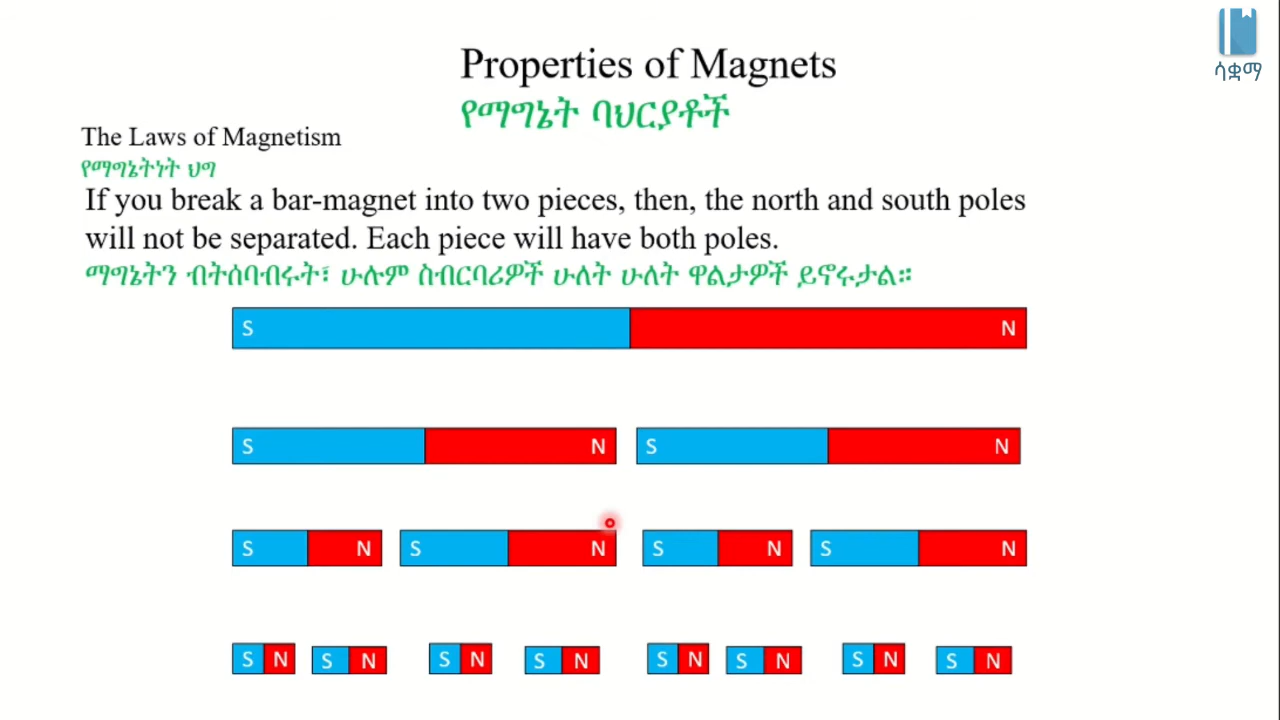 ሳቋማ
Properties of Magnets
የማግኔት ባህርያቶች
The Laws of Magnetism
የማግኔትነት ህግ
If you break a bar-magnet into two pieces, then, the north and south poles
will not be separated. Each piece will have both poles.
ማግኔትን ብትሰባብሩት፣ ሁሉም ስብርባሪዎች ሁለት ሁለት ዋልታዎች ይኖሩታል።
S N
S N S N
S N S N S N S N
S N S N S N S N S N S N S N S N